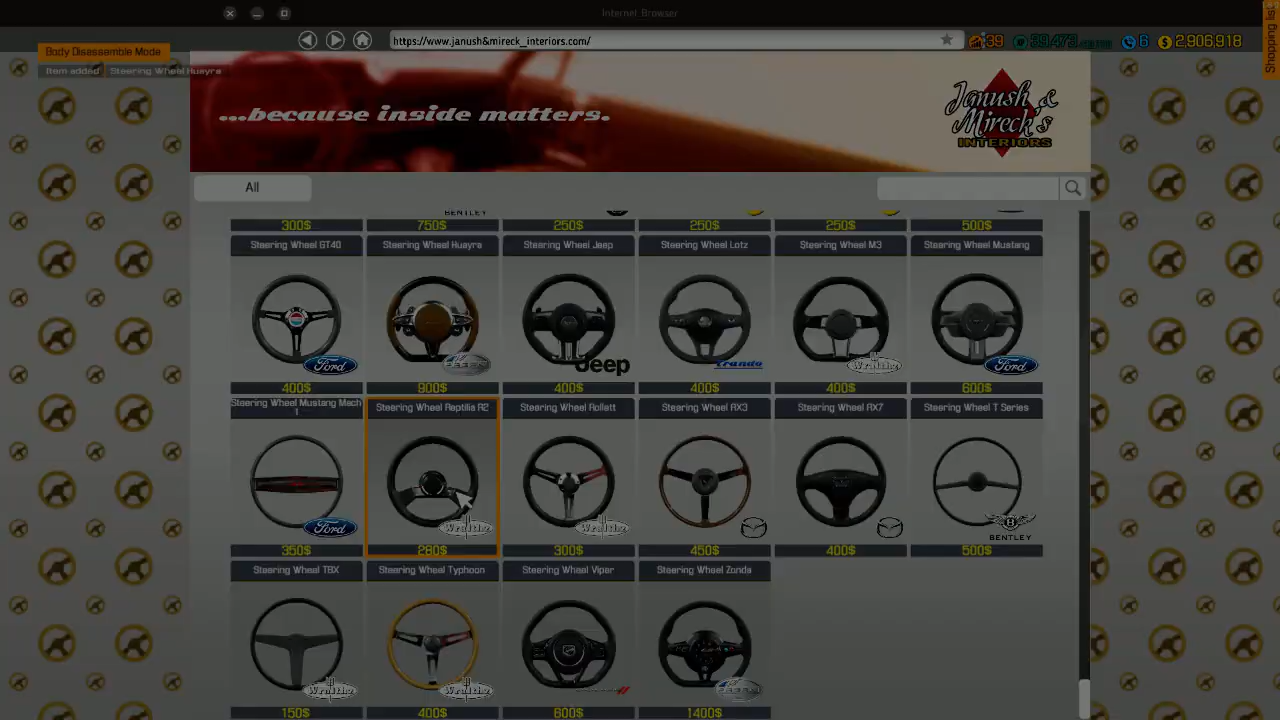 Internet Browser
https://www.janush&mireck_interiors.com/
39
6
2,906,918
Shopping list
Body Disassemble Mode
Item added
Steering Wheel Huayra
...because inside matters.
Janush &
Mireck's
INTERIORS
All
BENTLEY
300$ 750$ 250$ 250$ 250$ 500$
Steering Wheel GT40
Steering Wheel Huayra
Steering Wheel Jeep
Steering Wheel Lotz
Steering Wheel M3
Steering Wheel Mustang
Ford
Jeep
Ford
400$ 900$ 400$ 400$ 400$ 600$
Steering Wheel Mustang Mach
1
Steering Wheel Reptilia R2
Steering Wheel Rollett
Steering Wheel RX3
Steering Wheel RX7
Steering Wheel T Series
Ford
BENTLEY
350$ 280$ 300$ 450$ 400$ 500$
Steering Wheel TBX
Steering Wheel Typhoon
Steering Wheel Viper
Steering Wheel Zonda
150$ 400$ 600$ 1400$